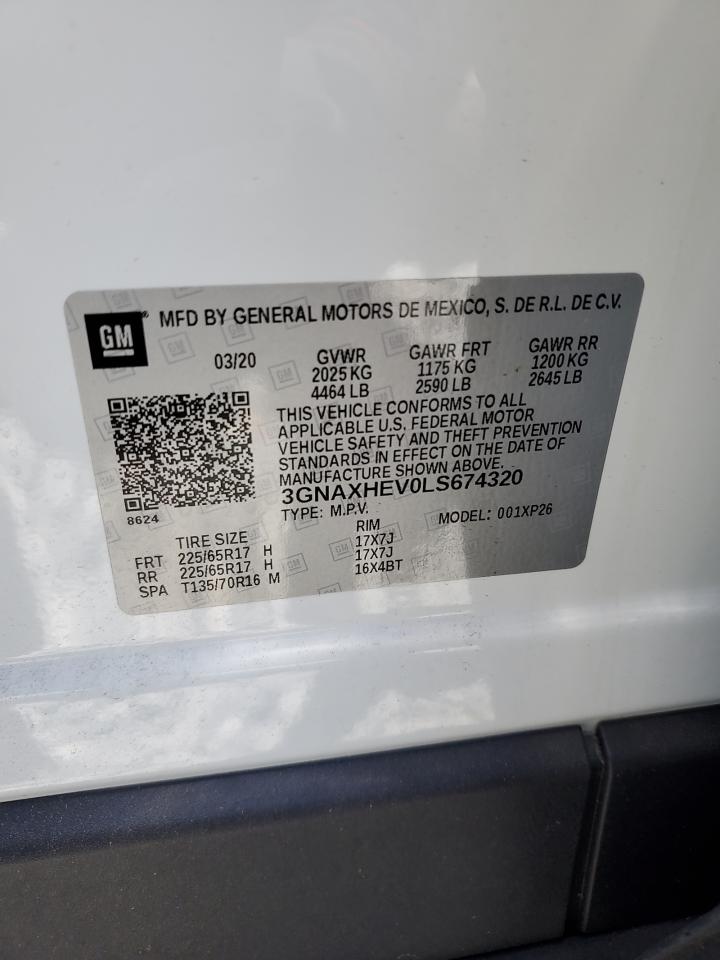 GM MFD BY GENERAL MOTORS DE MEXICO, S. DE R.L. DE C.V.
03/20 GVWR GAWR FRT GAWR RR
2025 KG 1175 KG 1200 KG
4464 LB 2590 LB 2645 LB
THIS VEHICLE CONFORMS TO ALL
APPLICABLE U.S. FEDERAL MOTOR
VEHICLE SAFETY AND THEFT PREVENTION
STANDARDS IN EFFECT ON THE DATE OF
MANUFACTURE SHOWN ABOVE.
3GNAXHEV0LS674320
8624 TYPE: M.P.V. MODEL: 001XP26
TIRE SIZE RIM
FRT 225/65R17 H 17X7J
RR 225/65R17 H 17X7J
SPA T135/70R16 M 16X4BT